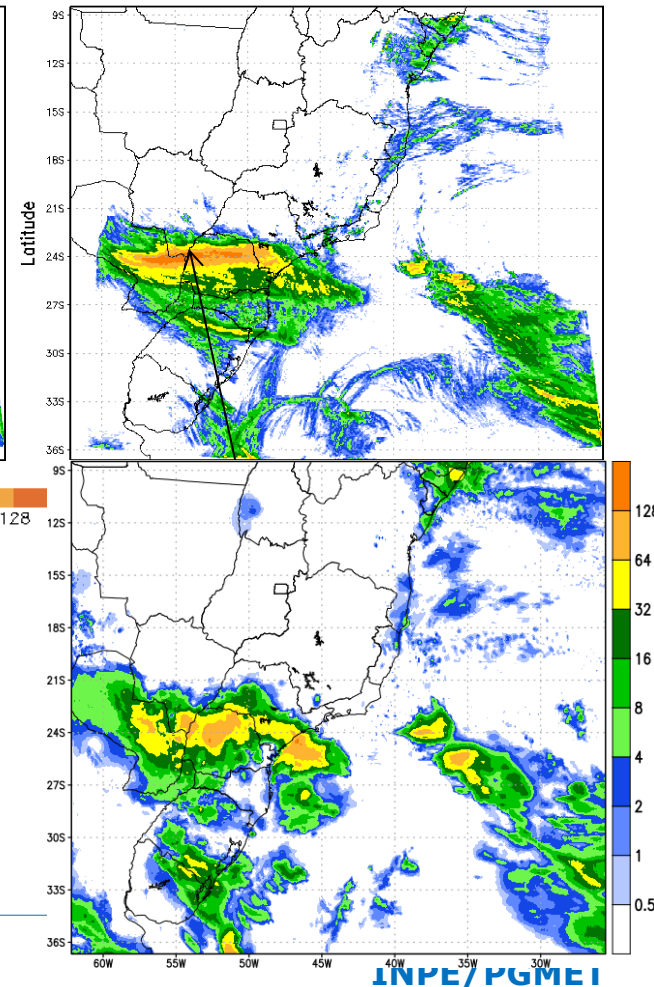 9S
12S
15S
18S
21S
Latitude
24S
27S
30S
33S
36S
128
9S
12S
15S
18S
21S
24S
27S
30S
33S
36S
60W 55W 50W 45W 40W 35W 30W
128
64
32
16
8
4
2
1
0.5
INPE/PGMET